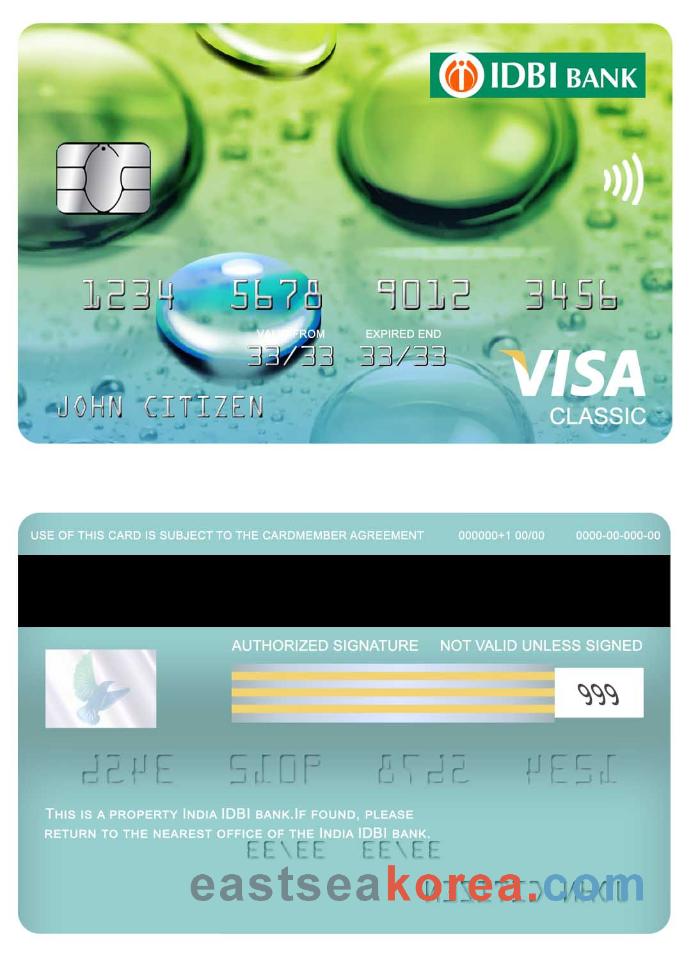 IDBI BANK
1234 5678 9012 3456
VALID FROM EXPIRED END
33/33 33/33
VISA
JOHN CITIZEN
CLASSIC
USE OF THIS CARD IS SUBJECT TO THE CARDMEMBER AGREEMENT 000000+1 00/00 0000-00-000-00
AUTHORIZED SIGNATURE NOT VALID UNLESS SIGNED
999
THIS IS A PROPERTY INDIA IDBI BANK.IF FOUND, PLEASE
RETURN TO THE NEAREST OFFICE OF THE INDIA IDBI BANK.
eastseakorea.com